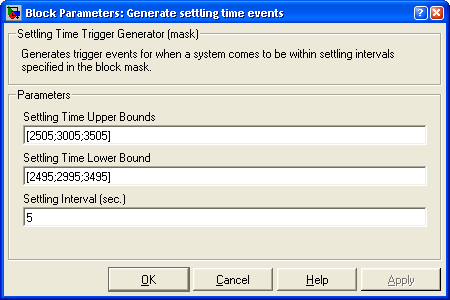 Block Parameters: Generate settling time events
Settling Time Trigger Generator (mask)
Generates trigger events for when a system comes to be within settling intervals
specified in the block mask.
Parameters
Settling Time Upper Bounds
[2505;3005;3505]
Settling Time Lower Bound
[2495;2995;3495]
Settling Interval (sec.)
5
OK Cancel Help Apply